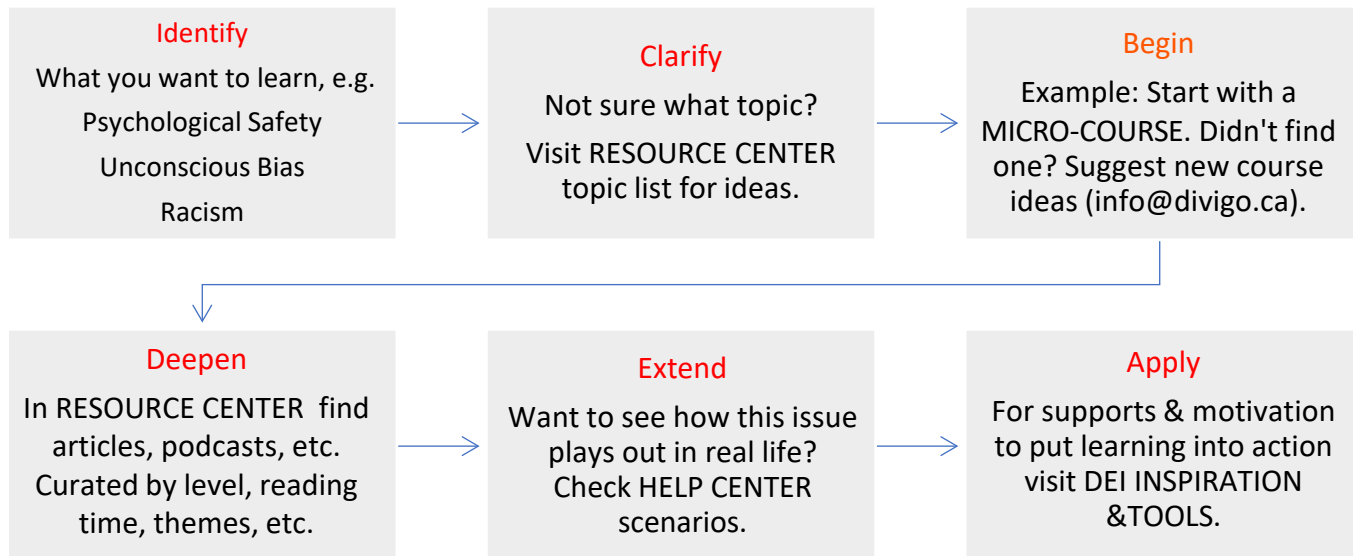 Identify
What you want to learn, e.g.
Psychological Safety
Unconscious Bias
Racism
Clarify
Not sure what topic?
Visit RESOURCE CENTER
topic list for ideas.
Begin
Example: Start with a
MICRO-COURSE. Didn't find
one? Suggest new course
ideas (info@divigo.ca).
Deepen
In RESOURCE CENTER find
articles, podcasts, etc.
Curated by level, reading
time, themes, etc.
Extend
Want to see how this issue
plays out in real life?
Check HELP CENTER
scenarios.
Apply
For supports & motivation
to put learning into action
visit DEI INSPIRATION
&TOOLS.